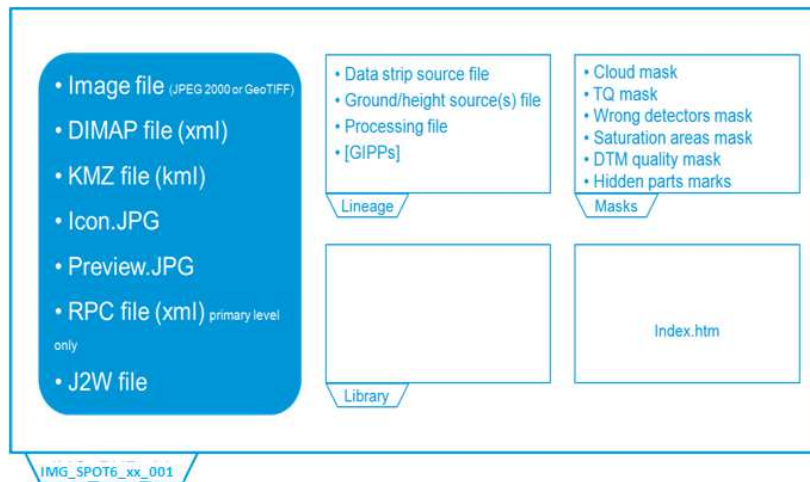 • Image file (JPEG 2000 or GeoTIFF)
• DIMAP file (xml)
• KMZ file (kml)
• Icon.JPG
• Preview.JPG
• RPC file (xml) primary level
only
• J2W file
• Data strip source file
• Ground/height source(s) file
• Processing file
• [GIPPs]
Lineage
• Cloud mask
• TQ mask
• Wrong detectors mask
• Saturation areas mask
• DTM quality mask
• Hidden parts marks
Masks
Library
Index.htm
IMG_SPOT6_xx_001